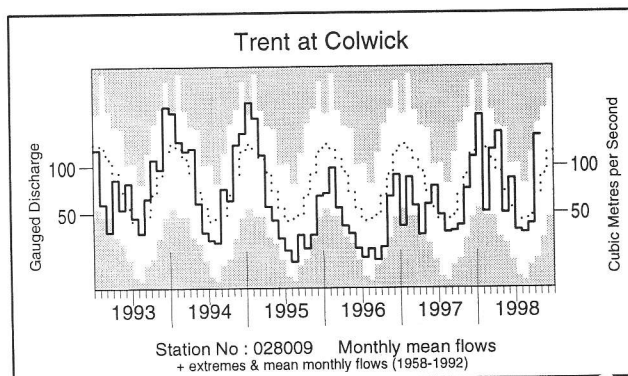 Trent at Colwick
Gauged Discharge
100
50
100
50
Cubic Metres per Second
1993 1994 1995 1996 1997 1998
Station No : 028009 Monthly mean flows
+ extremes & mean monthly flows (1958-1992)